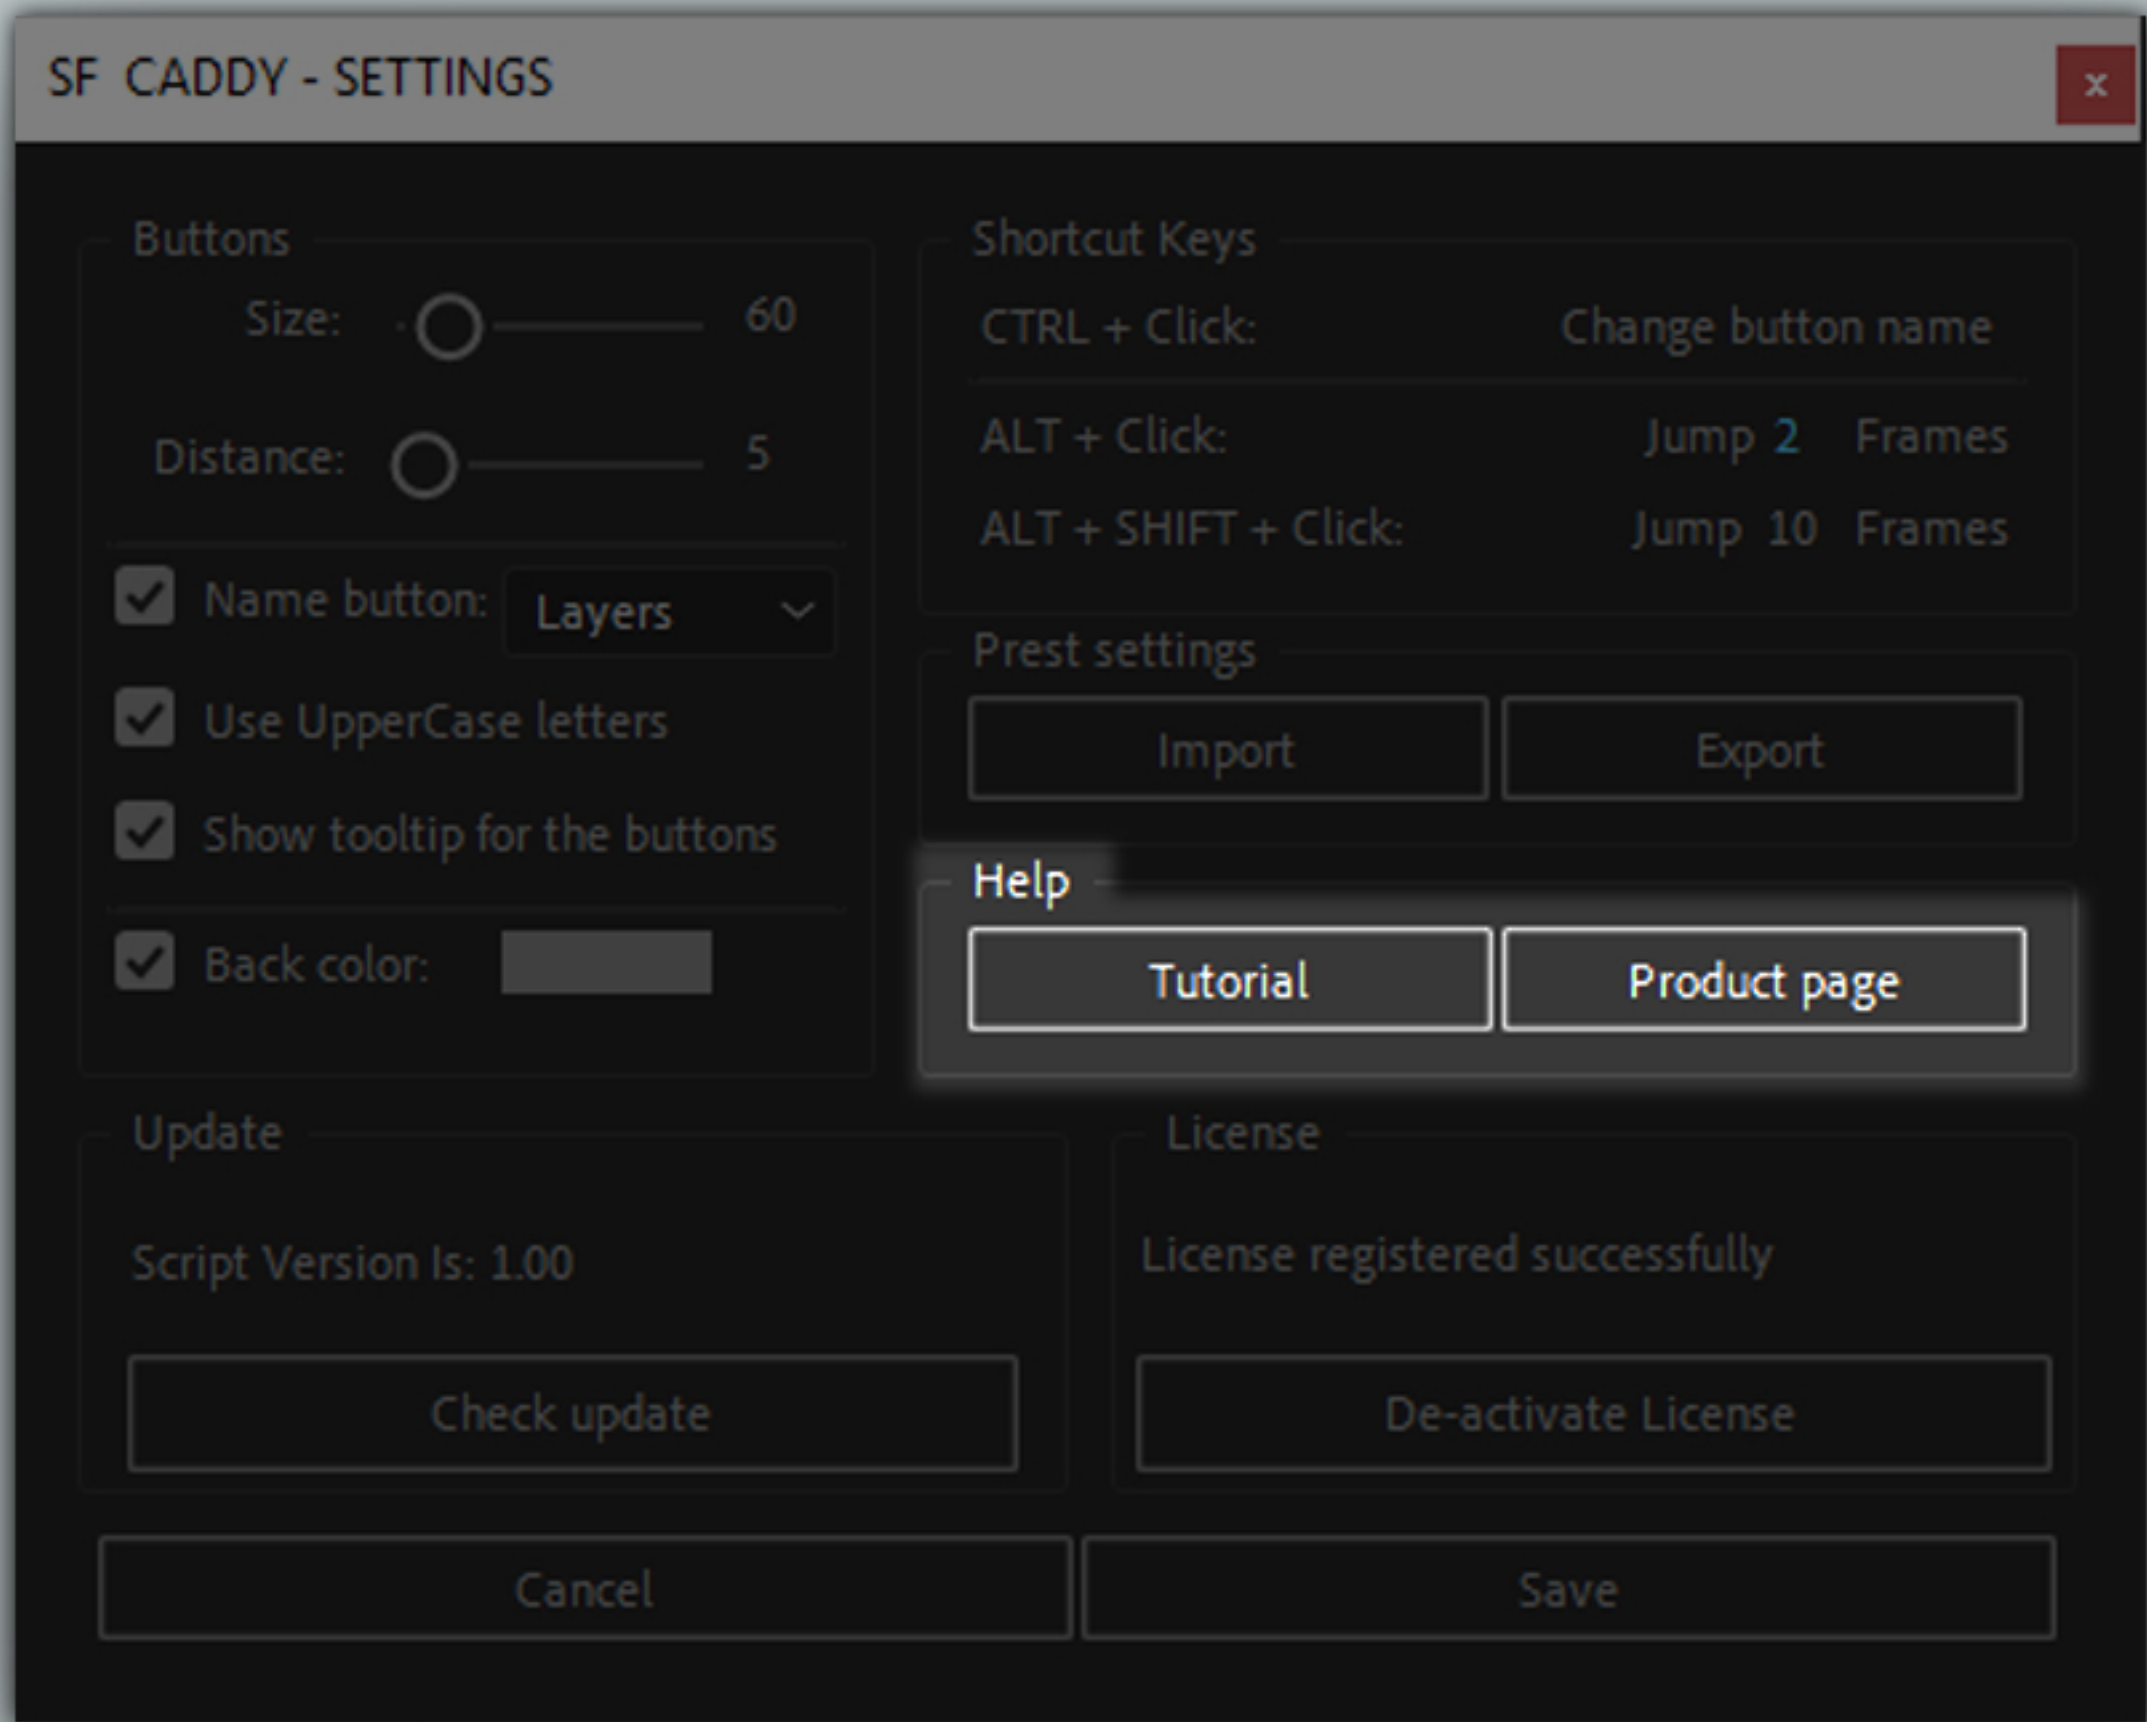 SF CADDY - SETTINGS
x
Buttons
Size: 60
Distance: 5
Name button: Layers
Use UpperCase letters
Show tooltip for the buttons
Back color:
Shortcut Keys
CTRL + Click: Change button name
ALT + Click: Jump 2 Frames
ALT + SHIFT + Click: Jump 10 Frames
Prest settings
Import Export
Help
Tutorial Product page
Update
Script Version Is: 1.00
Check update
License
License registered successfully
De-activate License
Cancel Save